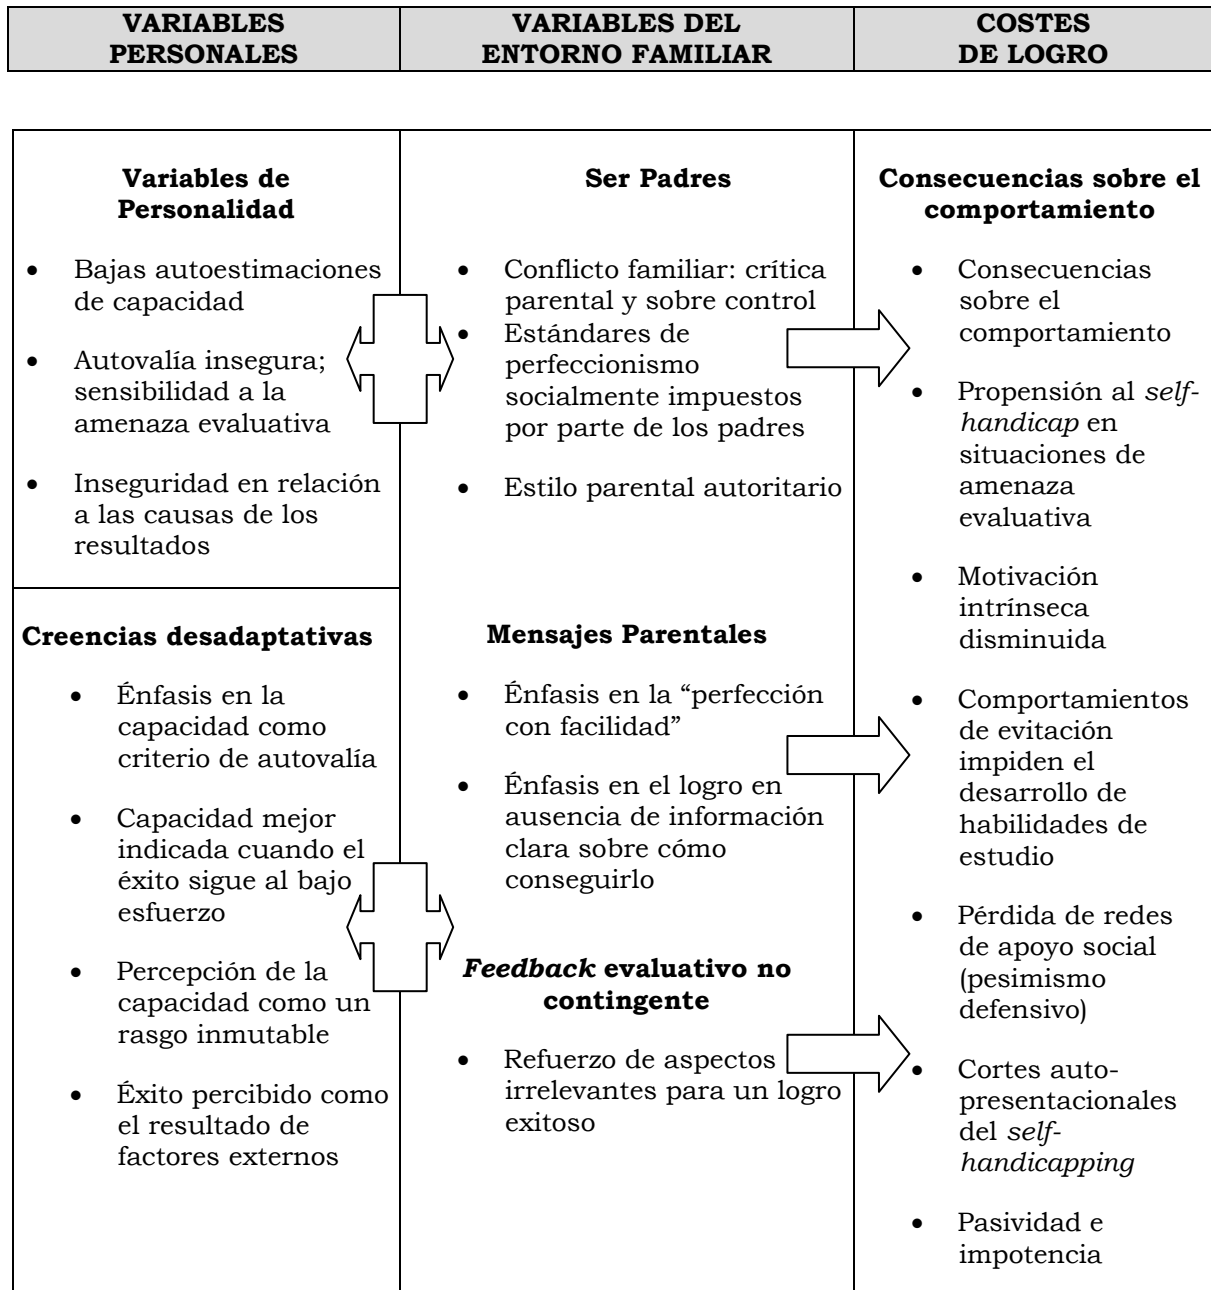 VARIABLES
PERSONALES
VARIABLES DEL
ENTORNO FAMILIAR
COSTES
DE LOGRO
Variables de
Personalidad
• Bajas autoestimaciones
de capacidad
• Autovalía insegura;
sensibilidad a la
amenaza evaluativa
• Inseguridad en relación
a las causas de los
resultados
Creencias desadaptativas
• Énfasis en la
capacidad como
criterio de autovalía
• Capacidad mejor
indicada cuando el
éxito sigue al bajo
esfuerzo
• Percepción de la
capacidad como un
rasgo inmutable
• Éxito percibido como
el resultado de
factores externos
Ser Padres
• Conflicto familiar: crítica
parental y sobre control
• Estándares de
perfeccionismo
socialmente impuestos
por parte de los padres
• Estilo parental autoritario
Mensajes Parentales
• Énfasis en la “perfección
con facilidad”
• Énfasis en el logro en
ausencia de información
clara sobre cómo
conseguirlo
Feedback evaluativo no
contingente
• Refuerzo de aspectos
irrelevantes para un logro
exitoso
Consecuencias sobre el
comportamiento
• Consecuencias
sobre el
comportamiento
• Propensión al self-
handicap en
situaciones de
amenaza
evaluativa
• Motivación
intrínseca
disminuida
• Comportamientos
de evitación
impiden el
desarrollo de
habilidades de
estudio
• Pérdida de redes
de apoyo social
(pesimismo
defensivo)
• Cortes auto-
presentacionales
del self-
handicapping
• Pasividad e
impotencia